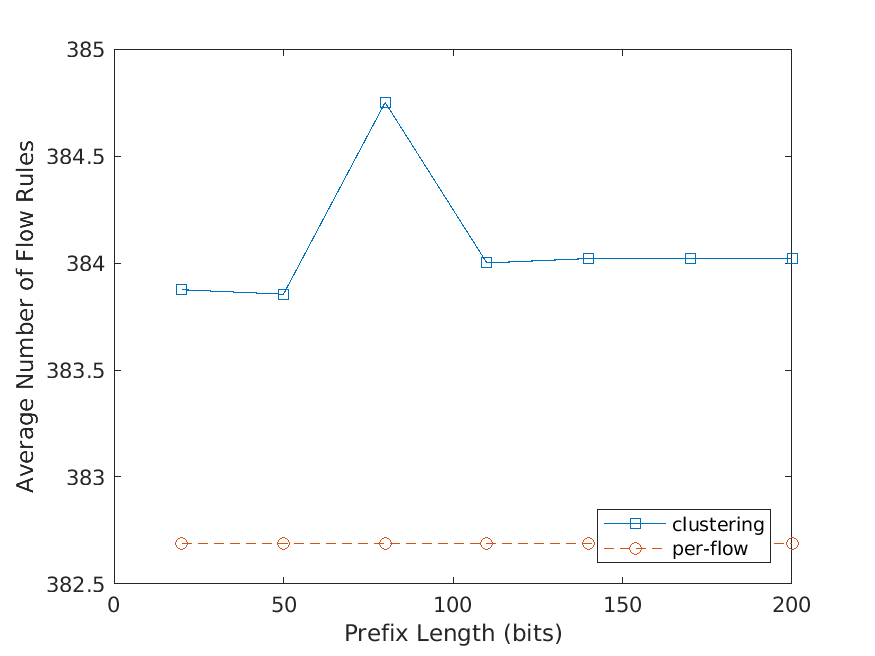 385
384.5
384
383.5
383
382.5
Average Number of Flow Rules
0
50
100
150
200
Prefix Length (bits)
clustering
per-flow